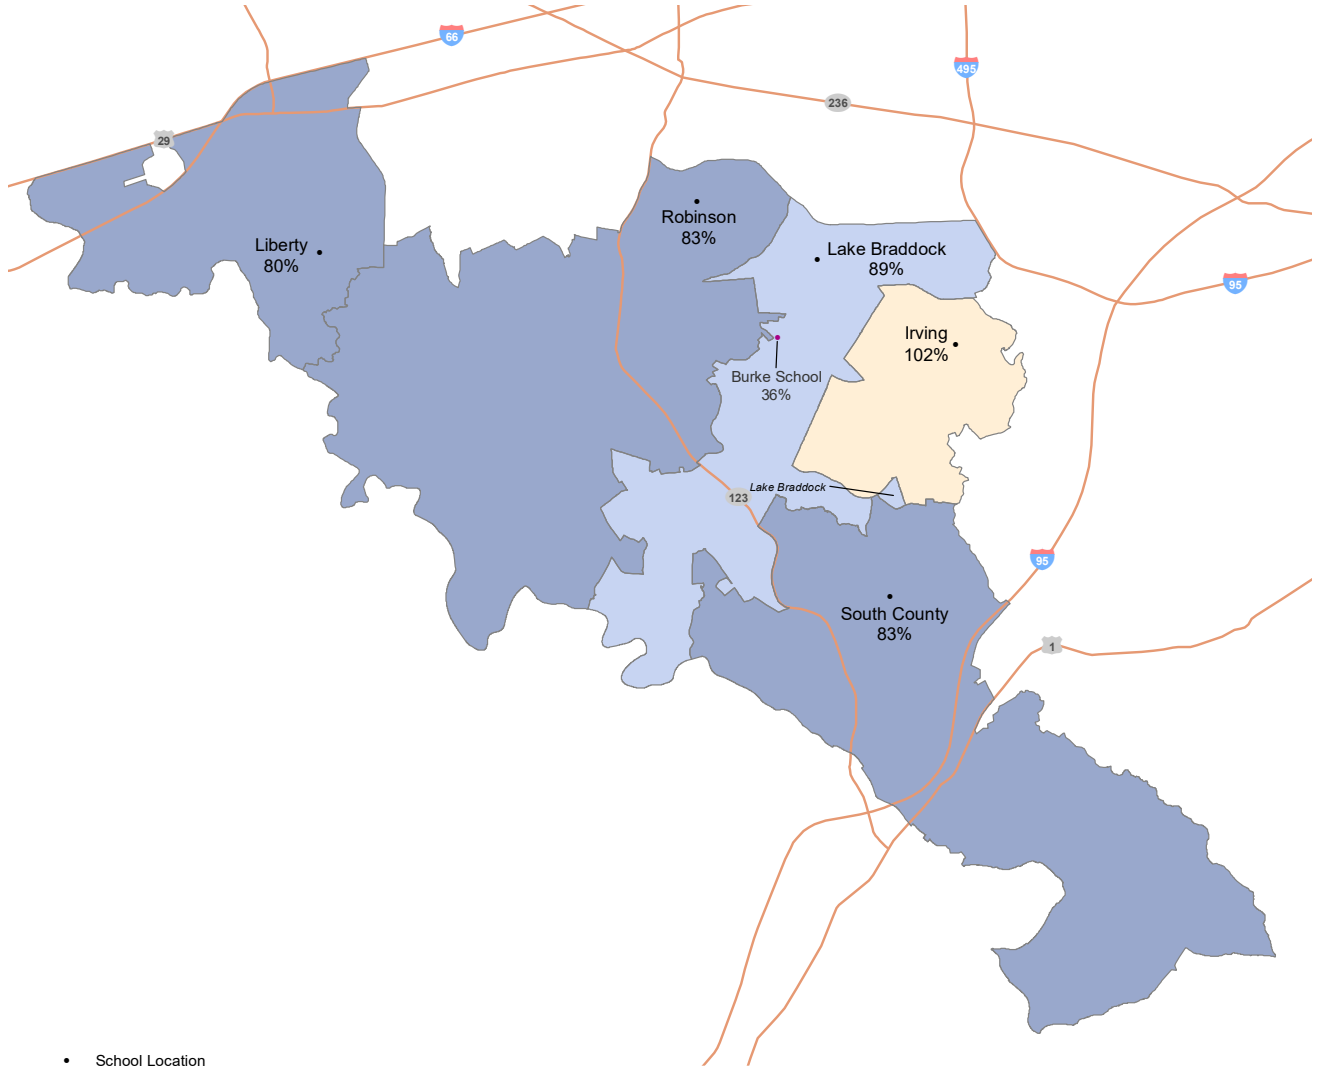 66
495
236
29
Robinson
83%
Liberty
80%
Lake Braddock
89%
95
Irving
102%
Burke School
36%
Lake Braddock
123
95
South County
83%
1
School Location